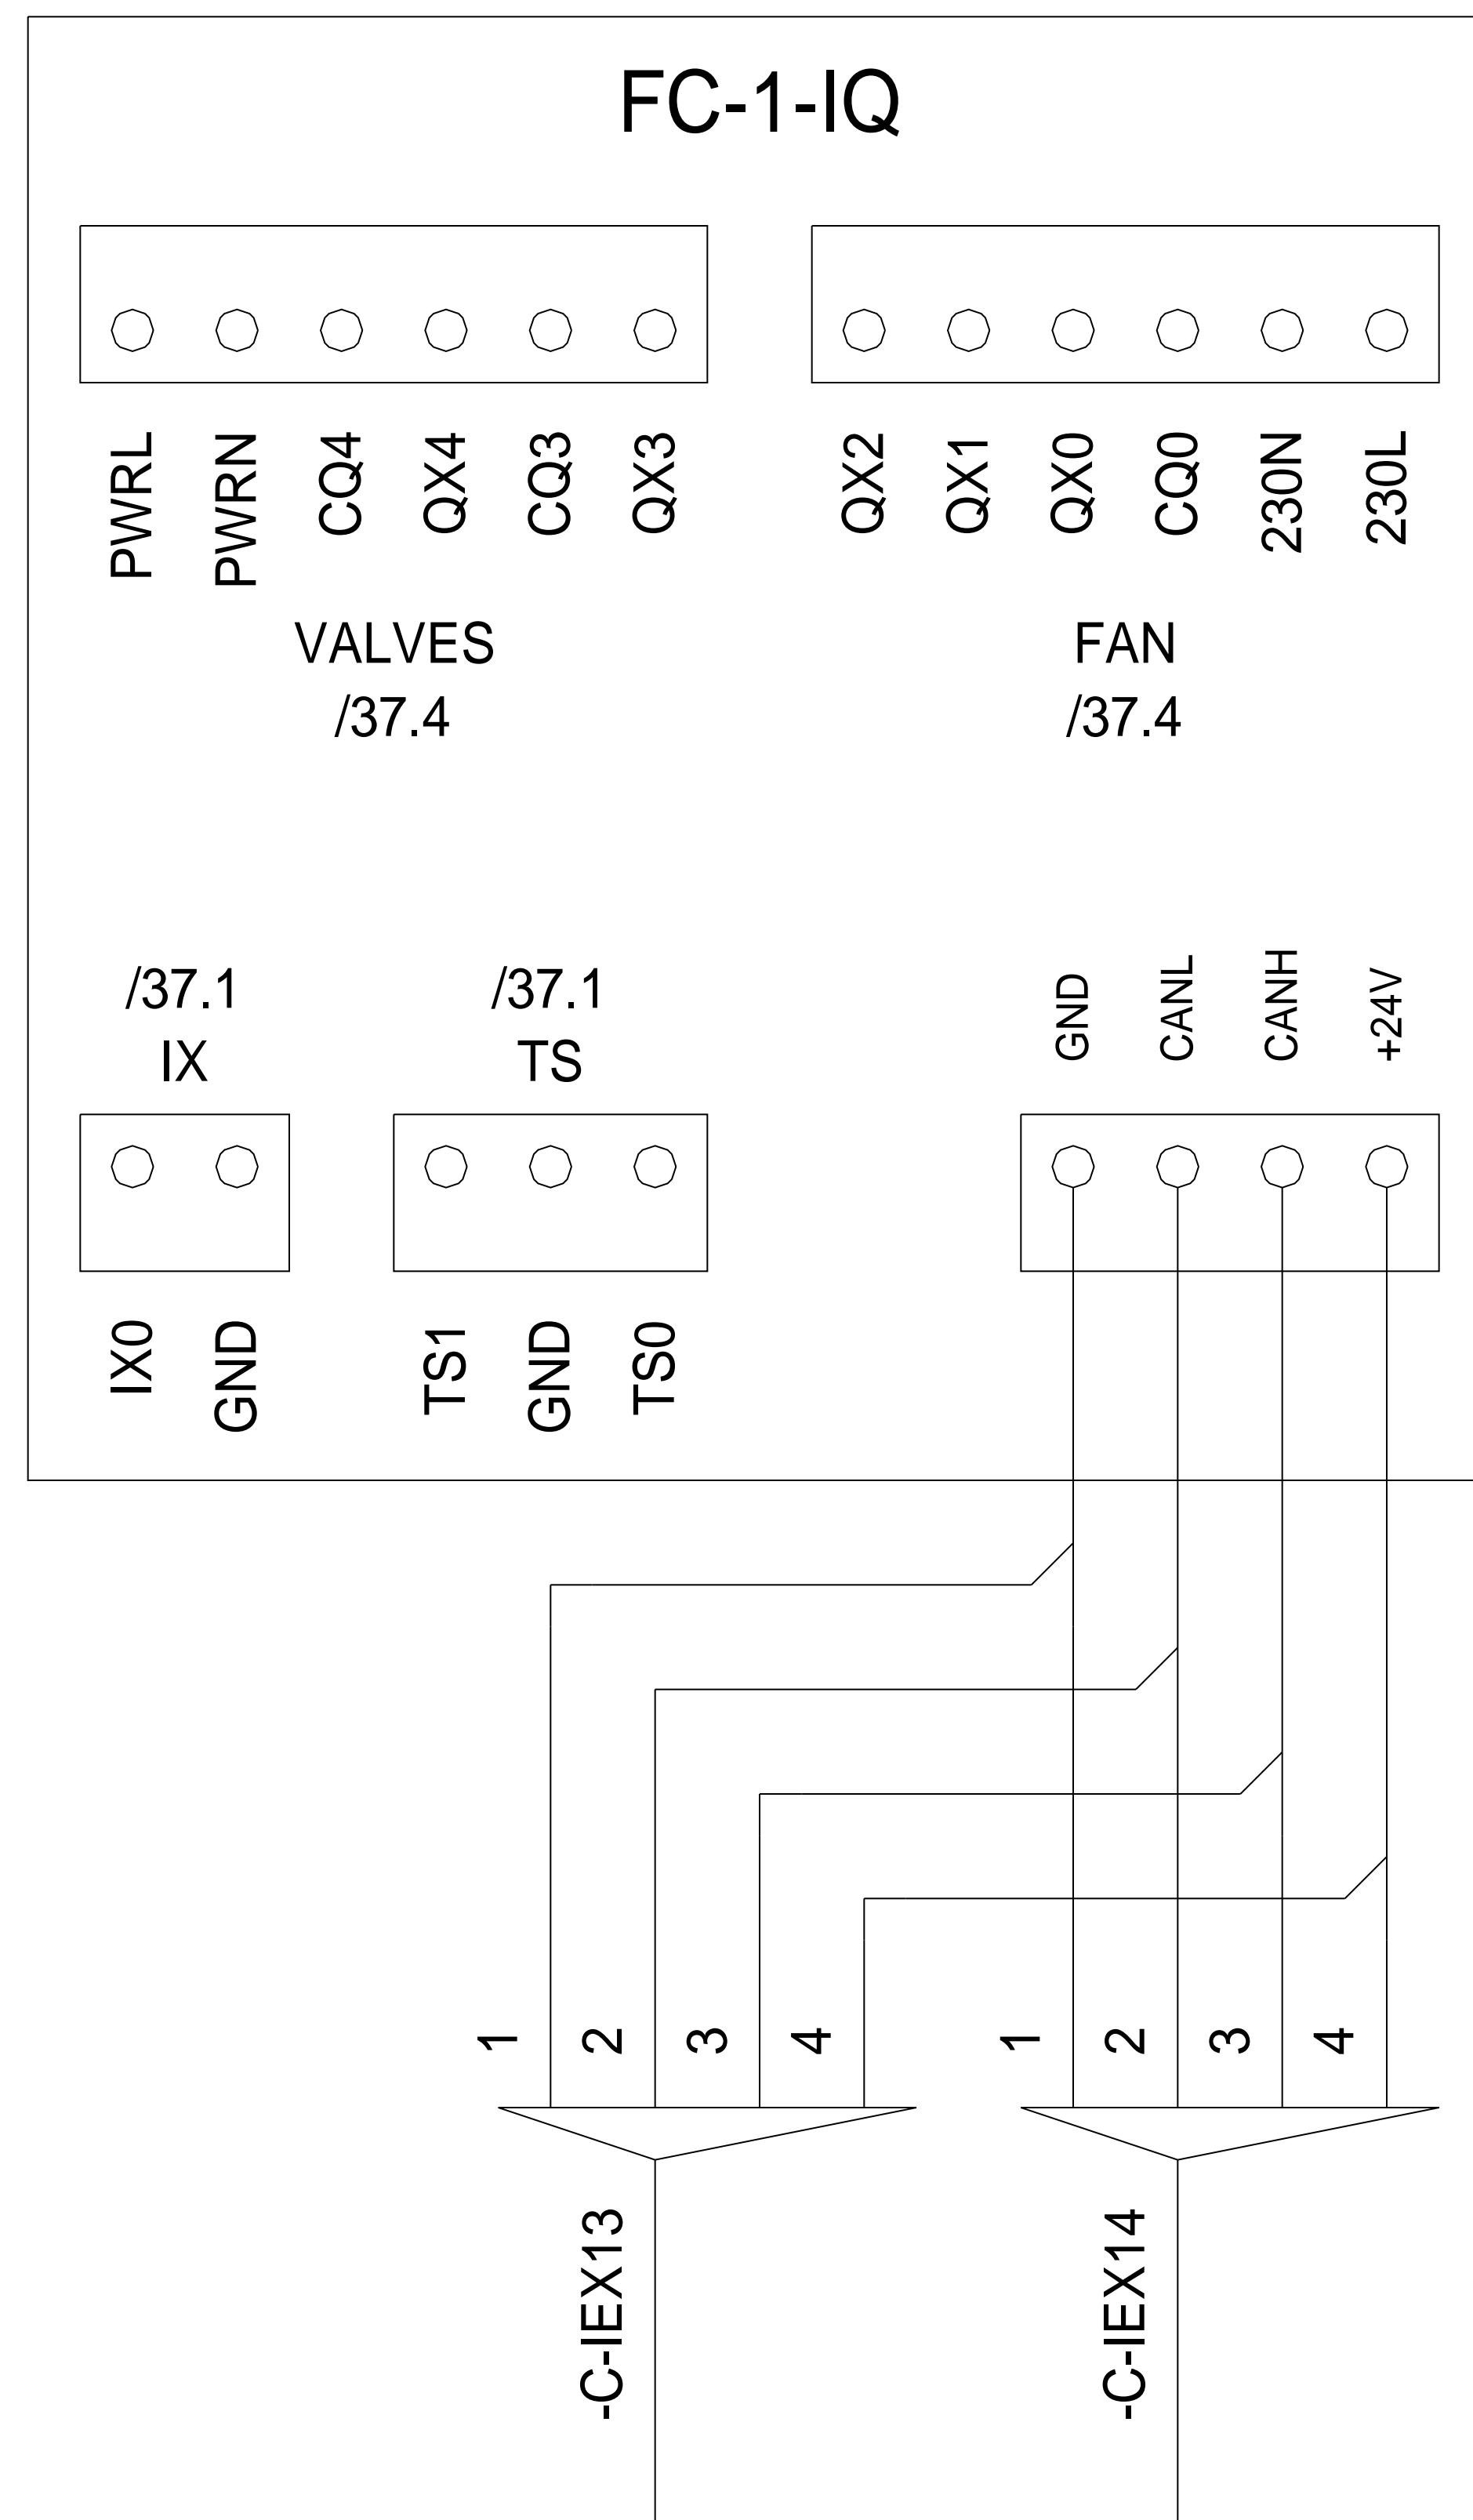 FC-1-IQ
PWRL
PWRN
CQ4
QX4
CQ3
QX3
QX2
QX1
QX0
CQ0
230N
230L
VALVES
/37.4
FAN
/37.4
/37.1
IX
/37.1
TS
GND
CANL
CANH
+24V
IX0
GND
TS1
GND
TS0
1
2
3
4
1
2
3
4
-C-IEX13
-C-IEX14